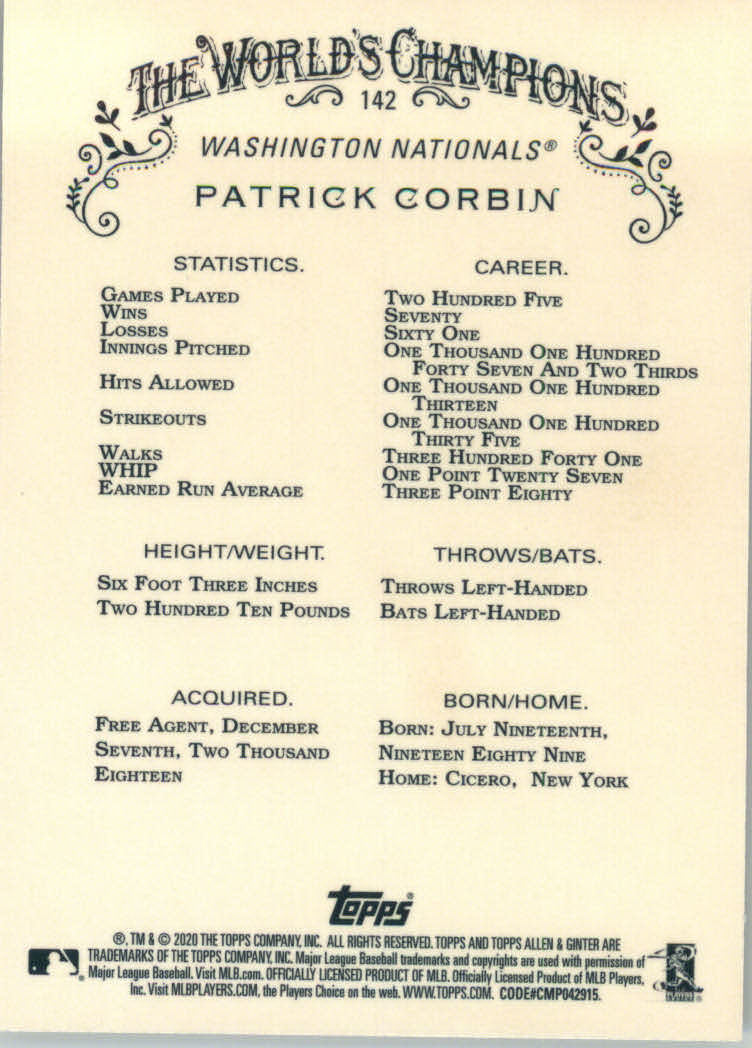 THE WORLD'S CHAMPIONS
142
WASHINGTON NATIONALS®
PATRICK CORBIN
STATISTICS.
GAMES PLAYED
WINS
LOSSES
INNINGS PITCHED
HITS ALLOWED
STRIKEOUTS
WALKS
WHIP
EARNED RUN AVERAGE
CAREER.
TWO HUNDRED FIVE
SEVENTY
SIXTY ONE
ONE THOUSAND ONE HUNDRED
FORTY SEVEN AND TWO THIRDS
ONE THOUSAND ONE HUNDRED
THIRTEEN
ONE THOUSAND ONE HUNDRED
THIRTY FIVE
THREE HUNDRED FORTY ONE
ONE POINT TWENTY SEVEN
THREE POINT EIGHTY
HEIGHT/WEIGHT.
SIX FOOT THREE INCHES
TWO HUNDRED TEN POUNDS
THROWS/BATS.
THROWS LEFT-HANDED
BATS LEFT-HANDED
ACQUIRED.
FREE AGENT, DECEMBER
SEVENTH, TWO THOUSAND
EIGHTEEN
BORN/HOME.
BORN: JULY NINETEENTH,
NINETEEN EIGHTY NINE
HOME: CICERO, NEW YORK
TOPPS®
®, TM & © 2020 THE TOPPS COMPANY, INC. ALL RIGHTS RESERVED. TOPPS AND TOPPS ALLEN & GINTER ARE
TRADEMARKS OF THE TOPPS COMPANY, INC. Major League Baseball trademarks and copyrights are used with permission of
Major League Baseball. Visit MLB.com. OFFICIALLY LICENSED PRODUCT OF MLB. Officially Licensed Product of MLB Players,
Inc. Visit MLBPLAYERS.COM, the Players Choice on the web. WWW.TOPPS.COM. CODE#CMP042915.